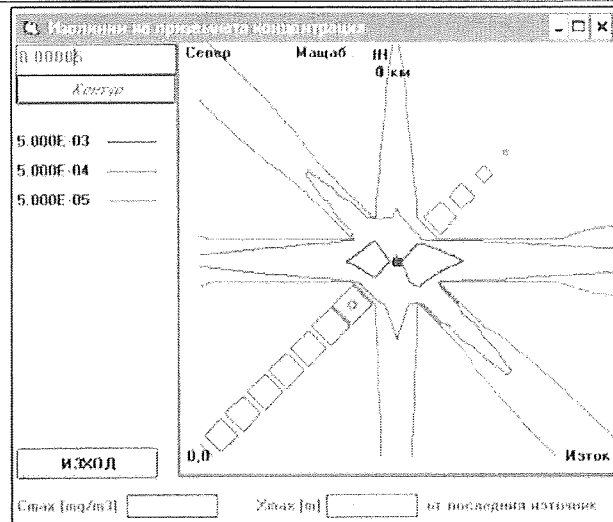 Изолинии на приземната концентрация
0.00005
Север Мащаб
0 км
Контур
5.000E-03
5.000E-04
5.000E-05
0,0 Изток
ИЗХОД
Cmax [mg/m3] Xmax [m] от последния източник